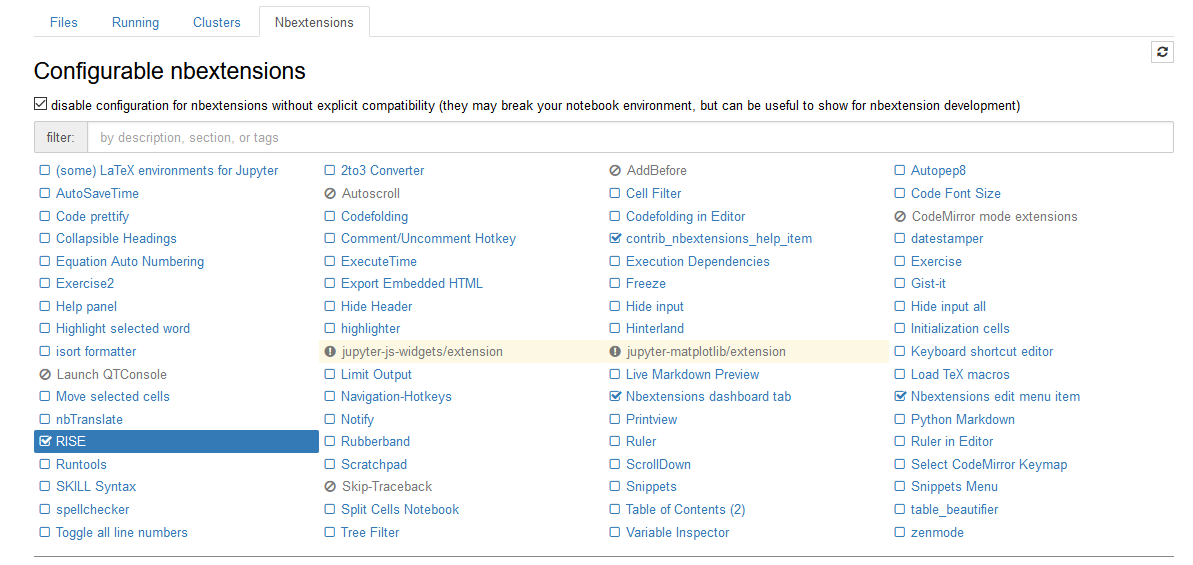 Files Running Clusters Nbextensions
Configurable nbextensions
disable configuration for nbextensions without explicit compatibility (they may break your notebook environment, but can be useful to show for nbextension development)
filter: by description, section, or tags
(some) LaTeX environments for Jupyter 2to3 Converter AddBefore Autopep8
AutoSaveTime Autoscroll Cell Filter Code Font Size
Code prettify Codefolding Codefolding in Editor CodeMirror mode extensions
Collapsible Headings Comment/Uncomment Hotkey contrib_nbextensions_help_item datestamper
Equation Auto Numbering ExecuteTime Execution Dependencies Exercise
Exercise2 Export Embedded HTML Freeze Gist-it
Help panel Hide Header Hide input Hide input all
Highlight selected word highlighter Hinterland Initialization cells
isort formatter jupyter-js-widgets/extension jupyter-matplotlib/extension Keyboard shortcut editor
Launch QTConsole Limit Output Live Markdown Preview Load TeX macros
Move selected cells Navigation-Hotkeys Nbextensions dashboard tab Nbextensions edit menu item
nbTranslate Notify Printview Python Markdown
RISE Rubberband Ruler Ruler in Editor
Runtools Scratchpad ScrollDown Select CodeMirror Keymap
SKILL Syntax Skip-Traceback Snippets Snippets Menu
spellchecker Split Cells Notebook Table of Contents (2) table_beautifier
Toggle all line numbers Tree Filter Variable Inspector zenmode